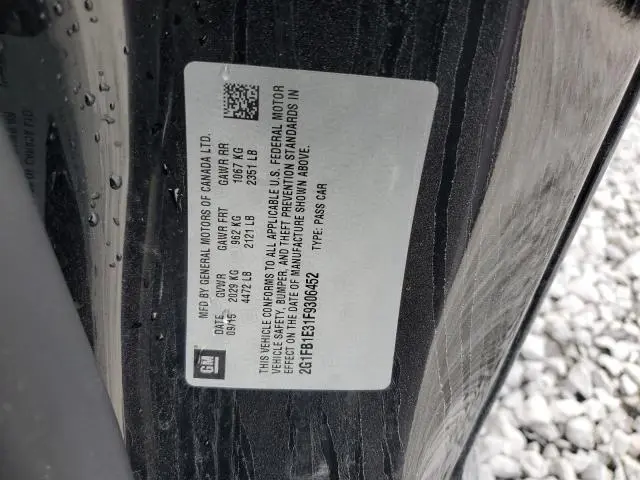 MFD BY GENERAL MOTORS OF CANADA LTD.
DATE GVWR GAWR FRT GAWR RR
09/15 2029 KG 962 KG 1067 KG
4472 LB 2121 LB 2351 LB
THIS VEHICLE CONFORMS TO ALL APPLICABLE U.S. FEDERAL MOTOR
VEHICLE SAFETY, BUMPER, AND THEFT PREVENTION STANDARDS IN
EFFECT ON THE DATE OF MANUFACTURE SHOWN ABOVE.
2G1FB1E31F9306452 TYPE: PASS CAR
GM